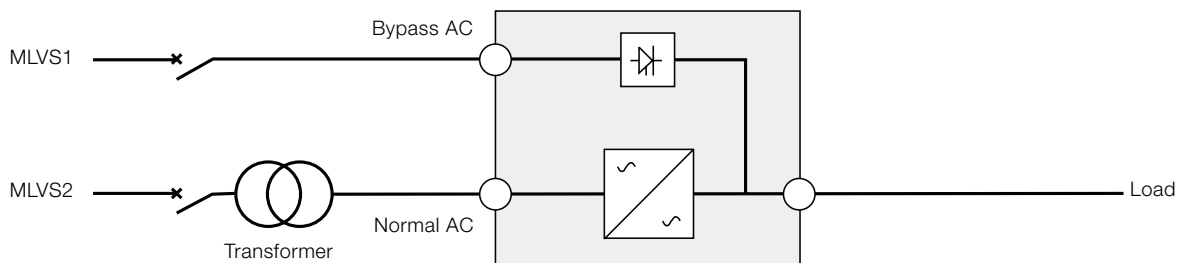 Bypass AC
MLVS1
MLVS2
Normal AC
Transformer
Load